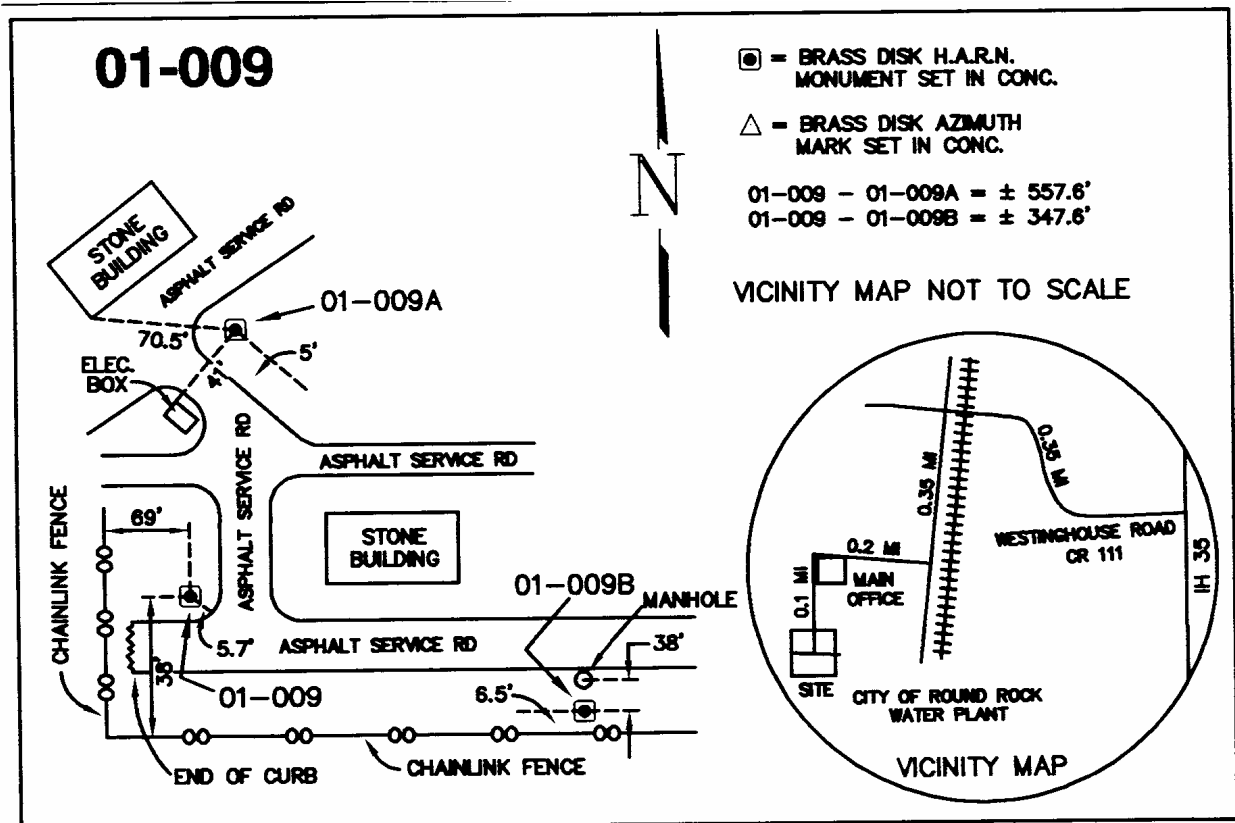 01-009
= BRASS DISK H.A.R.N.
MONUMENT SET IN CONC.
= BRASS DISK AZIMUTH
MARK SET IN CONC.
N
01-009 - 01-009A = ± 557.6'
01-009 - 01-009B = ± 347.6'
VICINITY MAP NOT TO SCALE
STONE
BUILDING
ASPHALT SERVICE RD
01-009A
70.5'
5'
41'
ELEC.
BOX
ASPHALT SERVICE RD
ASPHALT SERVICE RD
CHAINLINK FENCE
69'
STONE
BUILDING
01-009B
MANHOLE
5.7'
ASPHALT SERVICE RD
38'
38'
01-009
6.5'
END OF CURB
CHAINLINK FENCE
0.35 MI
0.35 MI
WESTINGHOUSE ROAD
CR 111
IH 35
0.2 MI
0.1 MI
MAIN
OFFICE
SITE
CITY OF ROUND ROCK
WATER PLANT
VICINITY MAP